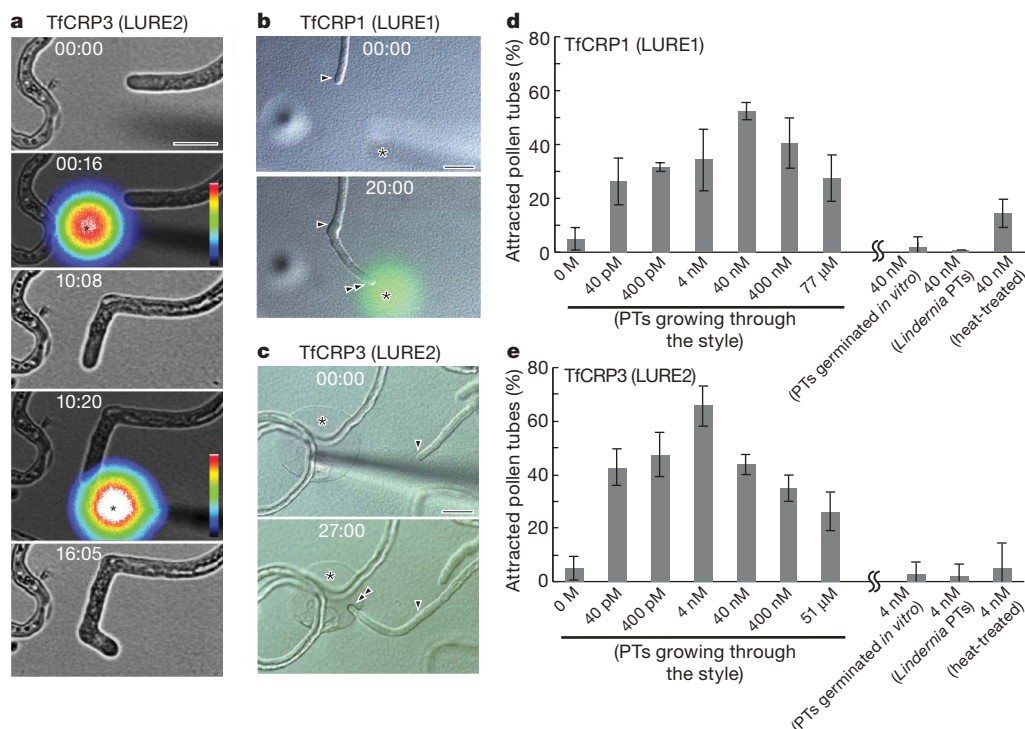 a TfCRP3 (LURE2)
00:00
00:16
*
10:08
10:20
*
16:05
b TfCRP1 (LURE1)
00:00
*
20:00
*
c TfCRP3 (LURE2)
00:00
*
27:00
*
d
TfCRP1 (LURE1)
Attracted pollen tubes (%)
80
60
40
20
0
0 M
40 pM
400 pM
4 nM
40 nM
400 nM
77 µM
(PTs growing through
the style)
40 nM
(PTs germinated in vitro)
40 nM
(Lindernia PTs)
40 nM
(heat-treated)
e
TfCRP3 (LURE2)
Attracted pollen tubes (%)
80
60
40
20
0
0 M
40 pM
400 pM
4 nM
40 nM
400 nM
51 µM
(PTs growing through
the style)
4 nM
(PTs germinated in vitro)
4 nM
(Lindernia PTs)
4 nM
(heat-treated)